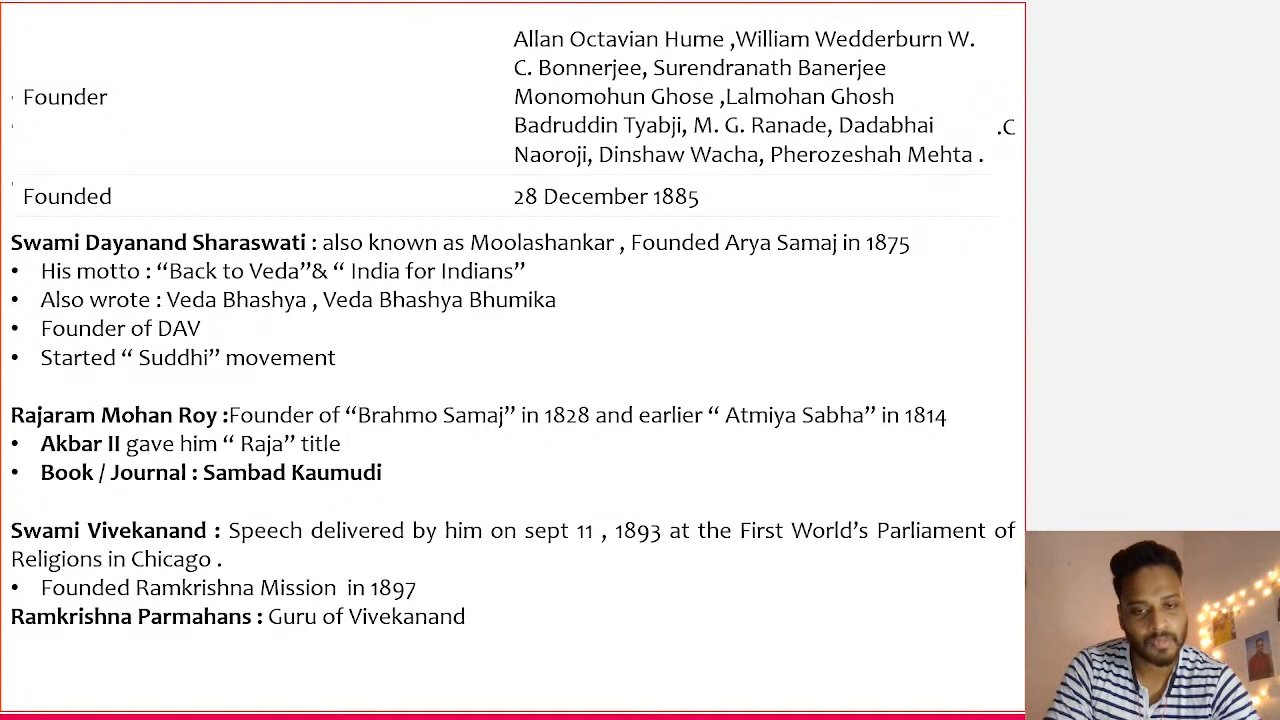 Allan Octavian Hume ,William Wedderburn W.
C. Bonnerjee, Surendranath Banerjee
Founder
Monomohun Ghose ,Lalmohan Ghosh
Badruddin Tyabji, M. G. Ranade, Dadabhai
.C
Naoroji, Dinshaw Wacha, Pherozeshah Mehta .
Founded
28 December 1885
Swami Dayanand Sharaswati : also known as Moolashankar , Founded Arya Samaj in 1875
• His motto : “Back to Veda”& “ India for Indians”
• Also wrote : Veda Bhashya , Veda Bhashya Bhumika
• Founder of DAV
• Started “ Suddhi” movement
Rajaram Mohan Roy :Founder of “Brahmo Samaj” in 1828 and earlier “ Atmiya Sabha” in 1814
• Akbar II gave him “ Raja” title
• Book / Journal : Sambad Kaumudi
Swami Vivekanand : Speech delivered by him on sept 11 , 1893 at the First World’s Parliament of
Religions in Chicago .
• Founded Ramkrishna Mission in 1897
Ramkrishna Parmahans : Guru of Vivekanand